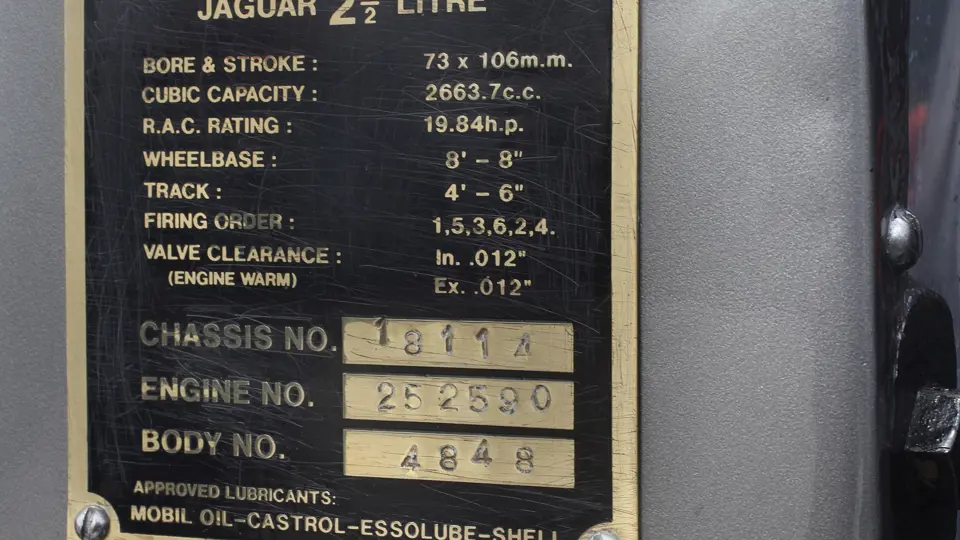 JAGUAR 2½ LITRE
BORE & STROKE : 73 x 106m.m.
CUBIC CAPACITY : 2663.7c.c.
R.A.C. RATING : 19.84h.p.
WHEELBASE : 8' – 8"
TRACK : 4' – 6"
FIRING ORDER : 1,5,3,6,2,4.
VALVE CLEARANCE : In. .012"
(ENGINE WARM) Ex. .012"
CHASSIS NO. 18114
ENGINE NO. 252590
BODY NO. 4848
APPROVED LUBRICANTS:
MOBIL OIL–CASTROL–ESSOLUBE–SHELL